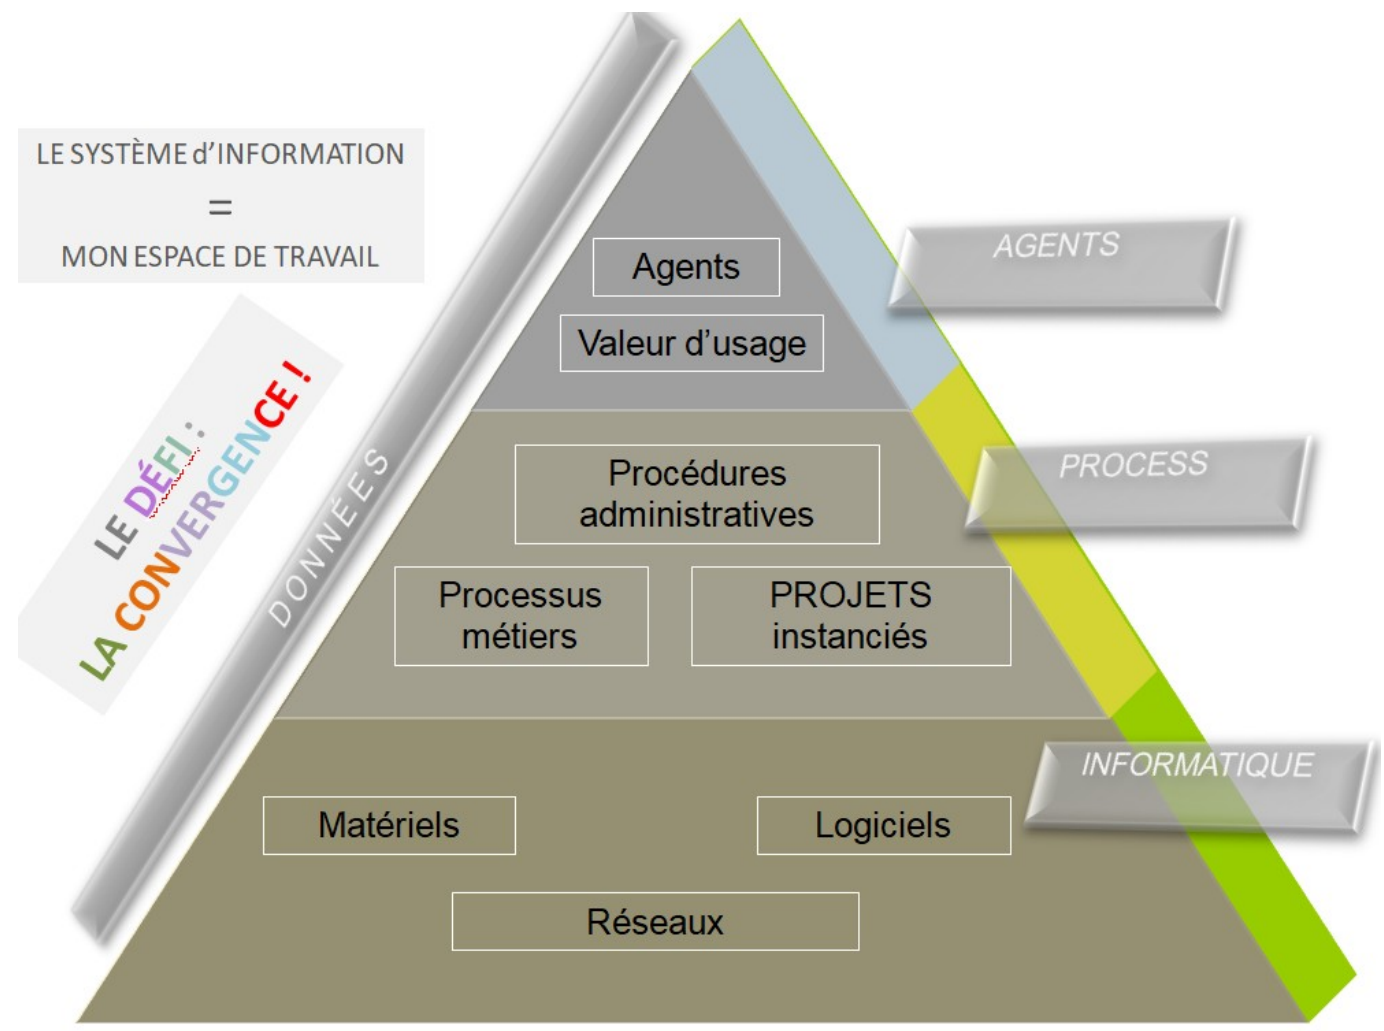 LE SYSTÈME d’INFORMATION
=
MON ESPACE DE TRAVAIL
LE DÉFI :
LA CONVERGENCE !
DONNÉES
Agents
Valeur d’usage
AGENTS
Procédures
administratives
Processus
métiers
PROJETS
instanciés
PROCESS
Matériels
Logiciels
Réseaux
INFORMATIQUE